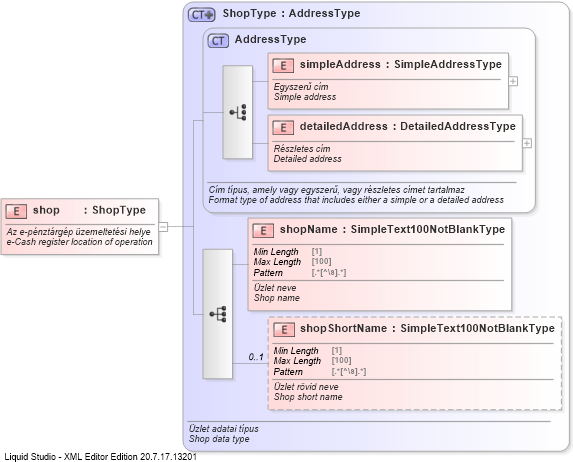 CT ShopType : AddressType
CT AddressType
E simpleAddress : SimpleAddressType
Egyszerű cím
Simple address
E detailedAddress : DetailedAddressType
Részletes cím
Detailed address
Cím típus, amely vagy egyszerű, vagy részletes címet tartalmaz
Format type of address that includes either a simple or a detailed address
E shop : ShopType
Az e-pénztárgép üzemeltetési helye
e-Cash register location of operation
E shopName : SimpleText100NotBlankType
Min Length [1]
Max Length [100]
Pattern [.*[^\s].*]
Üzlet neve
Shop name
0..1
E shopShortName : SimpleText100NotBlankType
Min Length [1]
Max Length [100]
Pattern [.*[^\s].*]
Üzlet rövid neve
Shop short name
Üzlet adatai típus
Shop data type
Liquid Studio - XML Editor Edition 20.7.17.13201